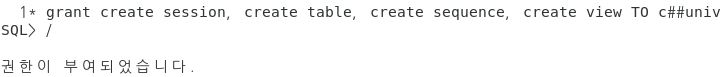 1* grant create session, create table, create sequence, create view TO c##univ
SQL> /
권한이 부여되었습니다.